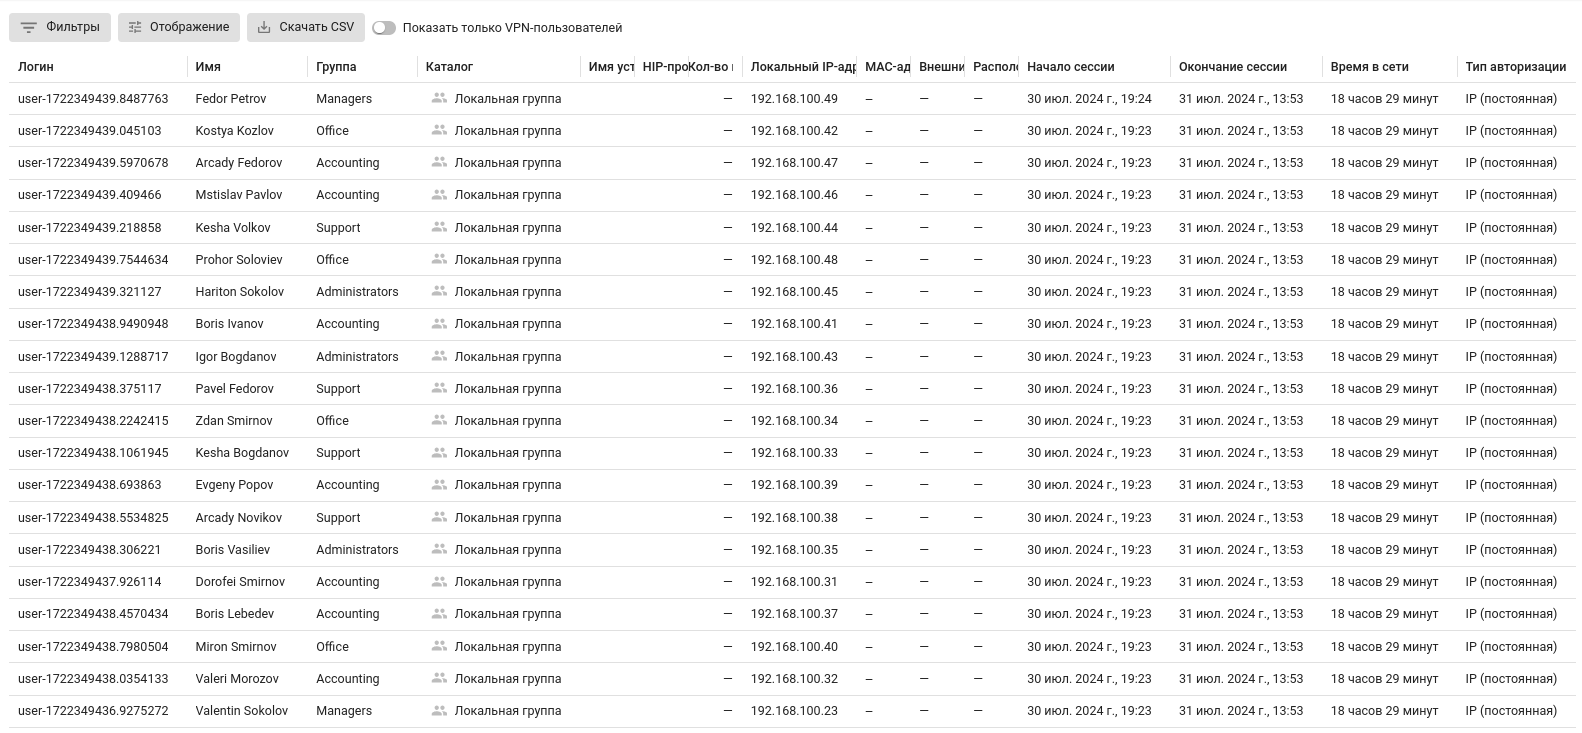 Фильтры Отображение Скачать CSV Показать только VPN-пользователей
Логин Имя Группа Каталог Имя уст HIP-про Кол-во Локальный IP-адр MAC-ад Внешни Распол Начало сессии Окончание сессии Время в сети Тип авторизации
user-1722349439.8487763 Fedor Petrov Managers Локальная группа — 192.168.100.49 – — — 30 июл. 2024 г., 19:24 31 июл. 2024 г., 13:53 18 часов 29 минут IP (постоянная)
user-1722349439.045103 Kostya Kozlov Office Локальная группа — 192.168.100.42 – — — 30 июл. 2024 г., 19:23 31 июл. 2024 г., 13:53 18 часов 29 минут IP (постоянная)
user-1722349439.5970678 Arcady Fedorov Accounting Локальная группа — 192.168.100.47 – — — 30 июл. 2024 г., 19:23 31 июл. 2024 г., 13:53 18 часов 29 минут IP (постоянная)
user-1722349439.409466 Mstislav Pavlov Accounting Локальная группа — 192.168.100.46 – — — 30 июл. 2024 г., 19:23 31 июл. 2024 г., 13:53 18 часов 29 минут IP (постоянная)
user-1722349439.218858 Kesha Volkov Support Локальная группа — 192.168.100.44 – — — 30 июл. 2024 г., 19:23 31 июл. 2024 г., 13:53 18 часов 29 минут IP (постоянная)
user-1722349439.7544634 Prohor Soloviev Office Локальная группа — 192.168.100.48 – — — 30 июл. 2024 г., 19:23 31 июл. 2024 г., 13:53 18 часов 29 минут IP (постоянная)
user-1722349439.321127 Hariton Sokolov Administrators Локальная группа — 192.168.100.45 – — — 30 июл. 2024 г., 19:23 31 июл. 2024 г., 13:53 18 часов 29 минут IP (постоянная)
user-1722349438.9490948 Boris Ivanov Accounting Локальная группа — 192.168.100.41 – — — 30 июл. 2024 г., 19:23 31 июл. 2024 г., 13:53 18 часов 29 минут IP (постоянная)
user-1722349439.1288717 Igor Bogdanov Administrators Локальная группа — 192.168.100.43 – — — 30 июл. 2024 г., 19:23 31 июл. 2024 г., 13:53 18 часов 29 минут IP (постоянная)
user-1722349438.375117 Pavel Fedorov Support Локальная группа — 192.168.100.36 – — — 30 июл. 2024 г., 19:23 31 июл. 2024 г., 13:53 18 часов 29 минут IP (постоянная)
user-1722349438.2242415 Zdan Smirnov Office Локальная группа — 192.168.100.34 – — — 30 июл. 2024 г., 19:23 31 июл. 2024 г., 13:53 18 часов 29 минут IP (постоянная)
user-1722349438.1061945 Kesha Bogdanov Support Локальная группа — 192.168.100.33 – — — 30 июл. 2024 г., 19:23 31 июл. 2024 г., 13:53 18 часов 29 минут IP (постоянная)
user-1722349438.693863 Evgeny Popov Accounting Локальная группа — 192.168.100.39 – — — 30 июл. 2024 г., 19:23 31 июл. 2024 г., 13:53 18 часов 29 минут IP (постоянная)
user-1722349438.5534825 Arcady Novikov Support Локальная группа — 192.168.100.38 – — — 30 июл. 2024 г., 19:23 31 июл. 2024 г., 13:53 18 часов 29 минут IP (постоянная)
user-1722349438.306221 Boris Vasiliev Administrators Локальная группа — 192.168.100.35 – — — 30 июл. 2024 г., 19:23 31 июл. 2024 г., 13:53 18 часов 29 минут IP (постоянная)
user-1722349437.926114 Dorofei Smirnov Accounting Локальная группа — 192.168.100.31 – — — 30 июл. 2024 г., 19:23 31 июл. 2024 г., 13:53 18 часов 29 минут IP (постоянная)
user-1722349438.4570434 Boris Lebedev Accounting Локальная группа — 192.168.100.37 – — — 30 июл. 2024 г., 19:23 31 июл. 2024 г., 13:53 18 часов 29 минут IP (постоянная)
user-1722349438.7980504 Miron Smirnov Office Локальная группа — 192.168.100.40 – — — 30 июл. 2024 г., 19:23 31 июл. 2024 г., 13:53 18 часов 29 минут IP (постоянная)
user-1722349438.0354133 Valeri Morozov Accounting Локальная группа — 192.168.100.32 – — — 30 июл. 2024 г., 19:23 31 июл. 2024 г., 13:53 18 часов 29 минут IP (постоянная)
user-1722349436.9275272 Valentin Sokolov Managers Локальная группа — 192.168.100.23 – — — 30 июл. 2024 г., 19:23 31 июл. 2024 г., 13:53 18 часов 29 минут IP (постоянная)